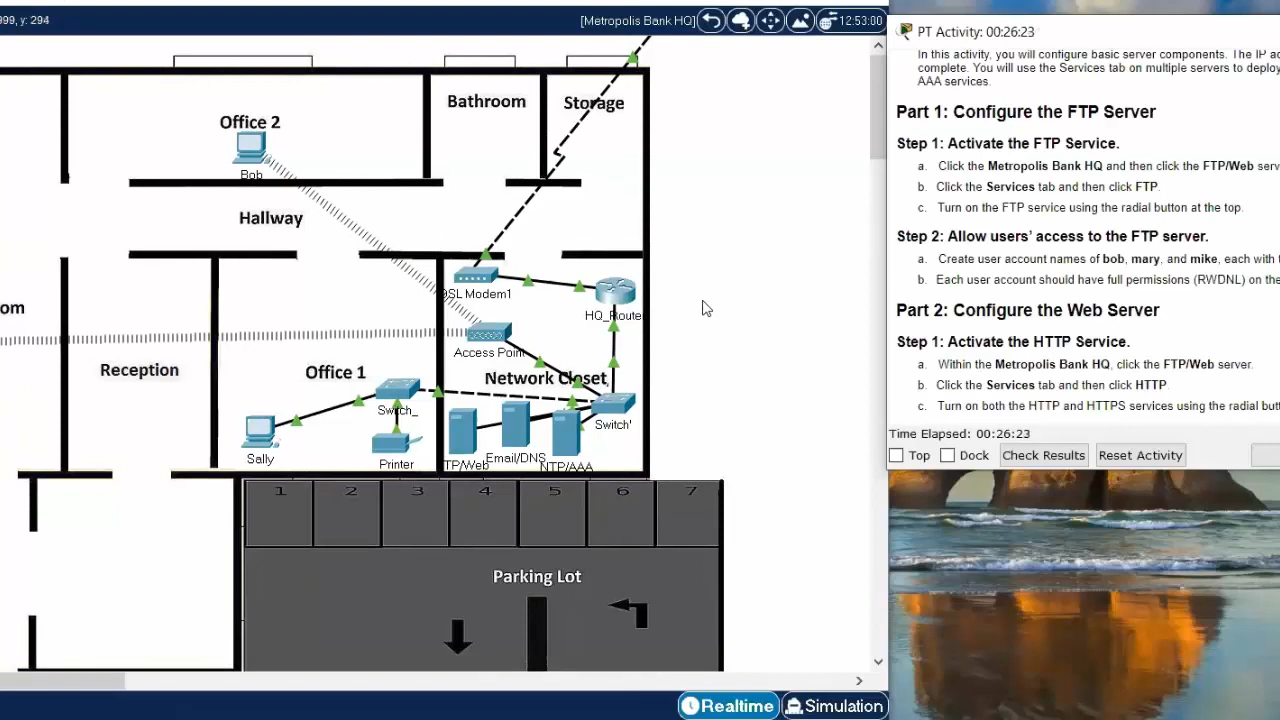 999, y: 294
[Metropolis Bank HQ]
12:53:00
Bathroom
Storage
Office 2
Bob
Hallway
DSL Modem1
HQ_Route
om
Access Point
Reception
Office 1
Network Closet
Switch_
Switch'
Sally
Printer
TP/Web
Email/DNS
NTP/AAA
1 2 3 4 5 6 7
Parking Lot
Realtime
Simulation
PT Activity: 00:26:23
In this activity, you will configure basic server components. The IP a
complete. You will use the Services tab on multiple servers to deploy
AAA services.
Part 1: Configure the FTP Server
Step 1: Activate the FTP Service.
a. Click the Metropolis Bank HQ and then click the FTP/Web serv
b. Click the Services tab and then click FTP.
c. Turn on the FTP service using the radial button at the top.
Step 2: Allow users' access to the FTP server.
a. Create user account names of bob, mary, and mike, each with t
b. Each user account should have full permissions (RWDNL) on the
Part 2: Configure the Web Server
Step 1: Activate the HTTP Service.
a. Within the Metropolis Bank HQ, click the FTP/Web server.
b. Click the Services tab and then click HTTP.
c. Turn on both the HTTP and HTTPS services using the radial butt
Time Elapsed: 00:26:23
Top
Dock
Check Results
Reset Activity